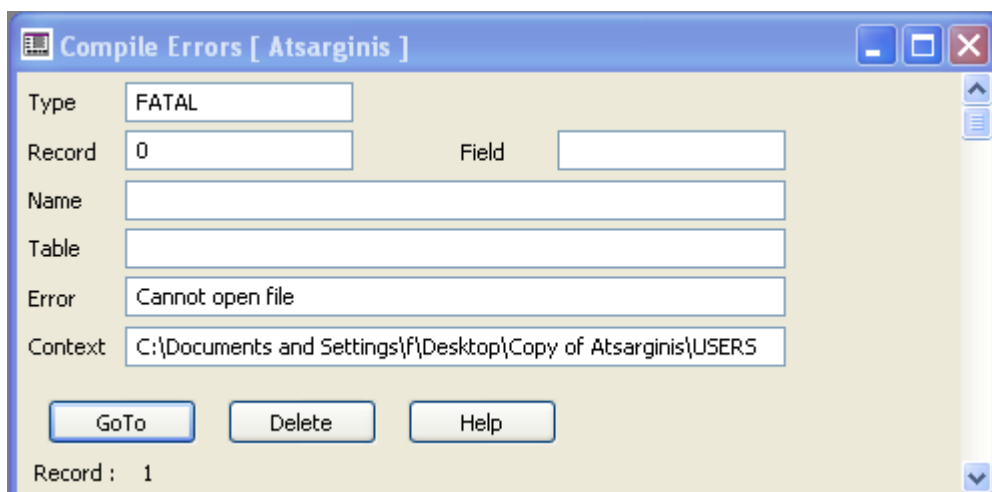 Compile Errors [ Atsarginis ]
Type FATAL
Record 0 Field
Name
Table
Error Cannot open file
Context C:\Documents and Settings\f\Desktop\Copy of Atsarginis\USERS
GoTo Delete Help
Record : 1